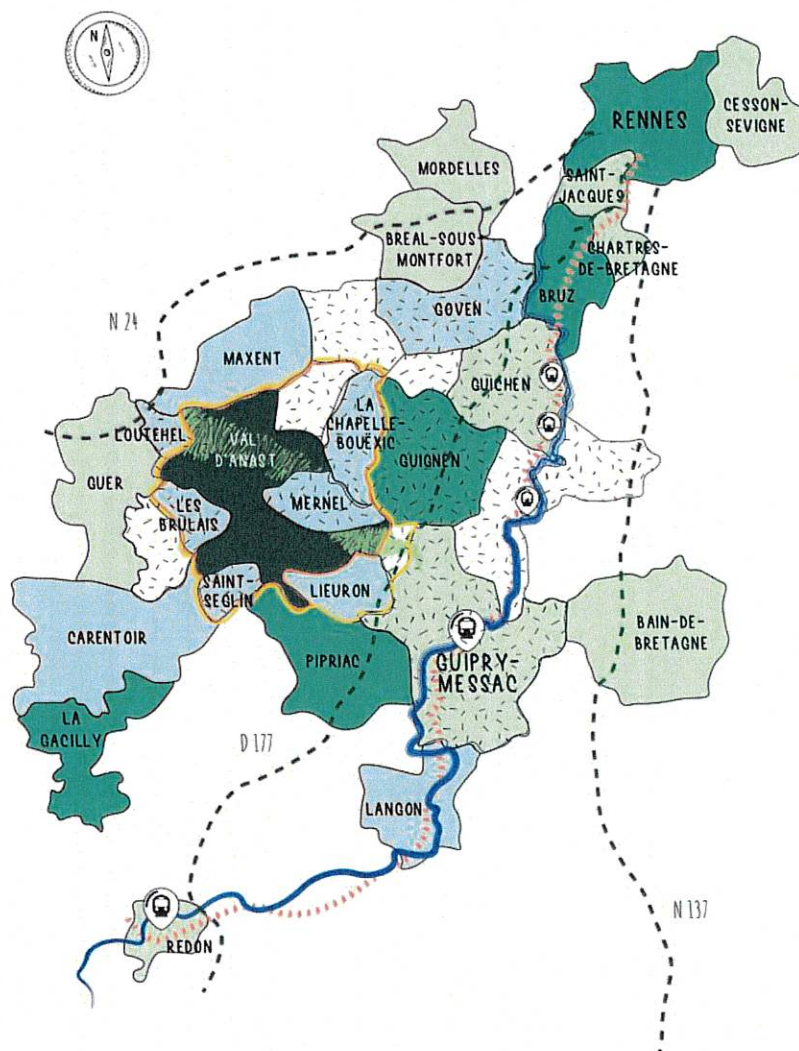 N
RENNES
CESSON-
SEVIGNE
MORDELLES
SAINT-
JACQUES
BREAL-SOUS-
MONTFORT
CHARTRES-
DE-BRETAGNE
BRUZ
GOVEN
N 24
MAXENT
GUICHEN
LA
CHAPELLE-
BOUËXIC
LOUTEHEL
VAL
D'ANAST
GUIGNEN
GUER
MERNEL
LES
BRULAIS
SAINT-
SEGLIN
LIEURON
CARENTOIR
BAIN-DE-
BRETAGNE
PIPRIAC
GUIPRY-
MESSAC
LA
GACILLY
D 177
LANGON
N 137
REDON